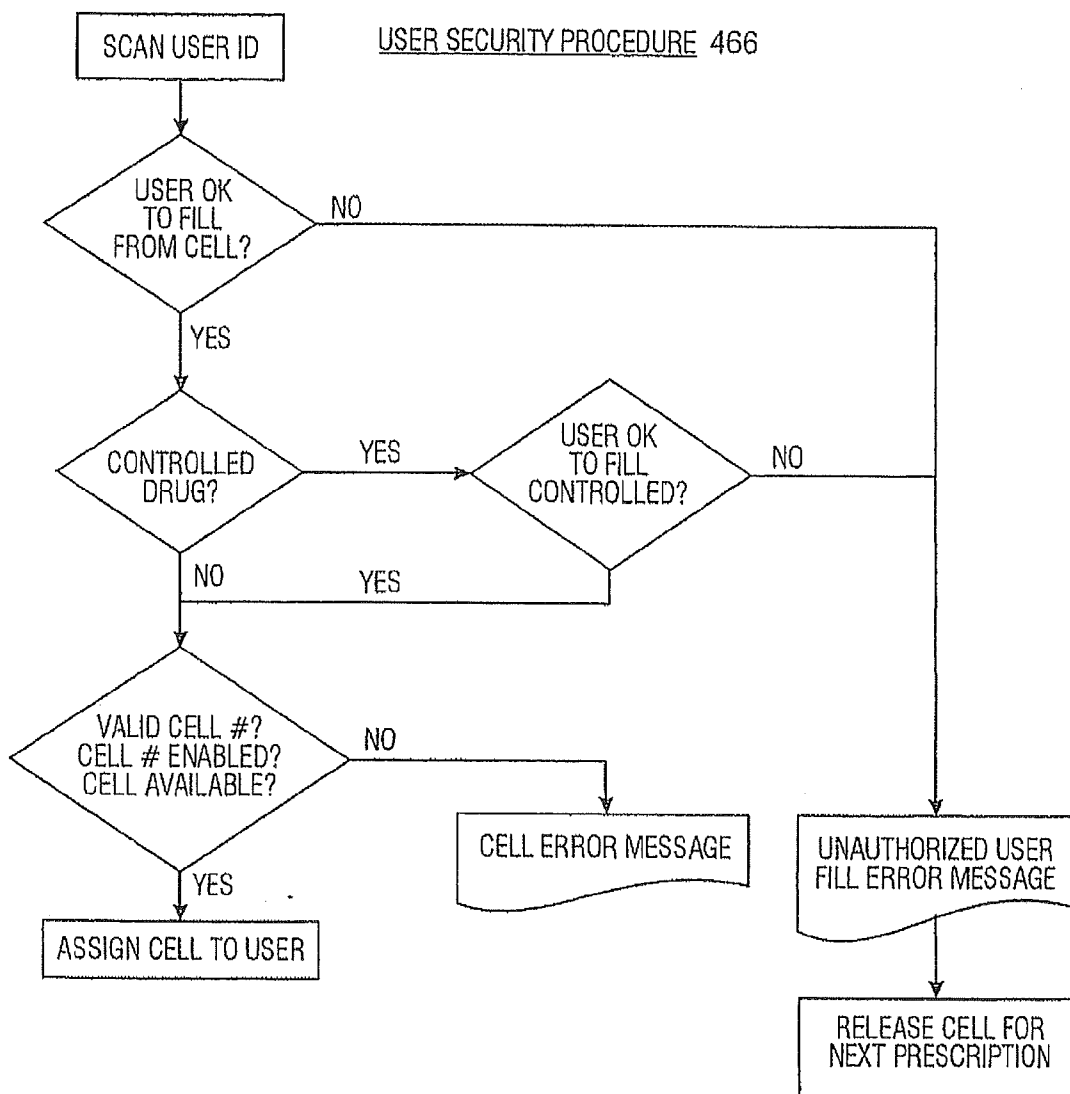 SCAN USER ID
USER SECURITY PROCEDURE 466
USER OK
TO FILL
FROM CELL?
NO
YES
CONTROLLED
DRUG?
YES
USER OK
TO FILL
CONTROLLED?
NO
NO
YES
VALID CELL #?
CELL # ENABLED?
CELL AVAILABLE?
NO
CELL ERROR MESSAGE
UNAUTHORIZED USER
FILL ERROR MESSAGE
YES
ASSIGN CELL TO USER
RELEASE CELL FOR
NEXT PRESCRIPTION